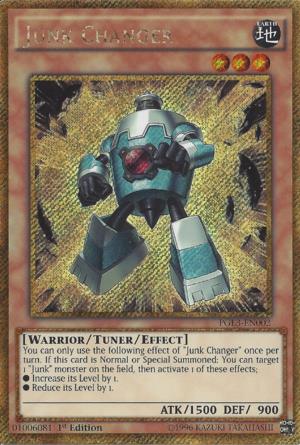 JUNK CHANGER
EARTH
地
PGL3-EN002
[WARRIOR/TUNER/EFFECT]
You can only use the following effect of "Junk Changer" once per
turn. If this card is Normal or Special Summoned: You can target
1 "Junk" monster on the field, then activate 1 of these effects;
● Increase its Level by 1.
● Reduce its Level by 1.
ATK/1500 DEF/ 900
01006081 1st Edition ©1996 KAZUKI TAKAHASHI